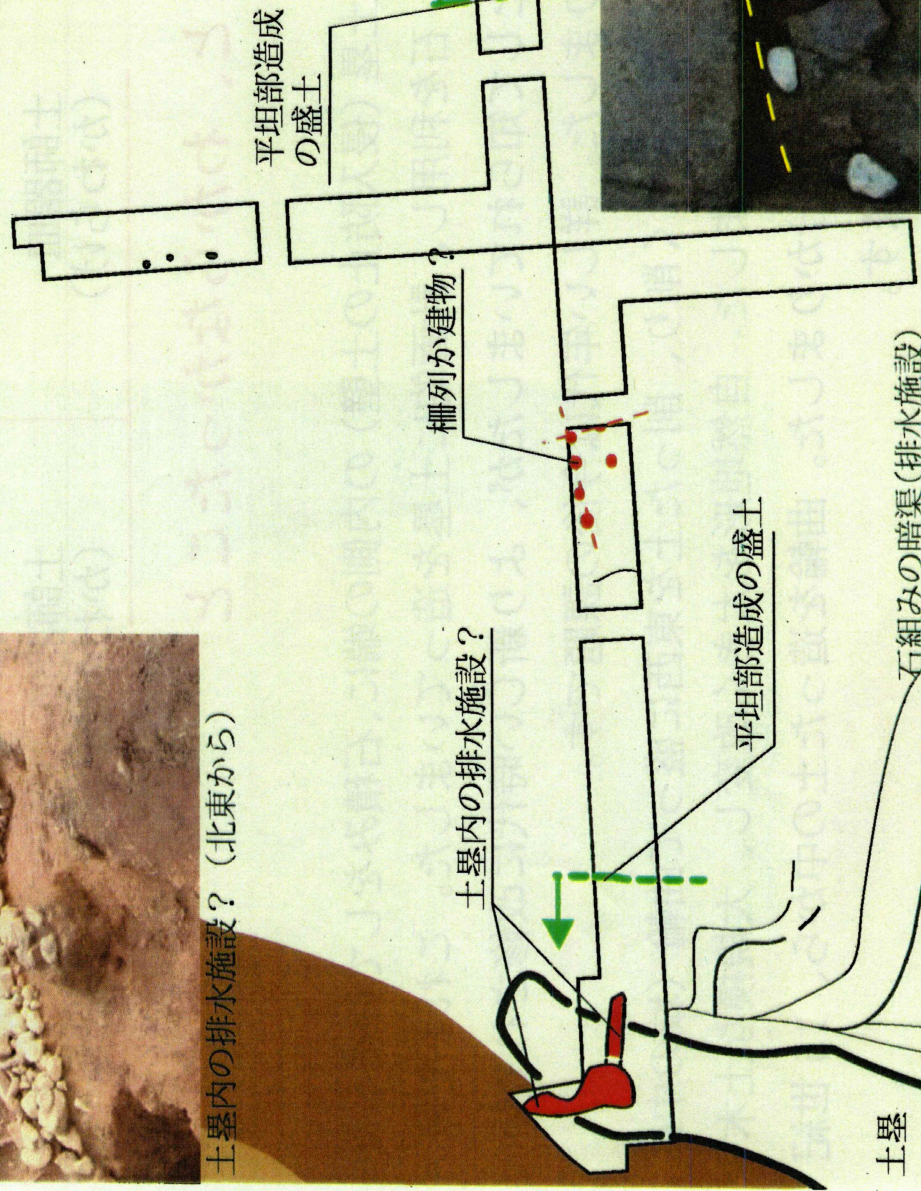 平坦部造成
の盛土
柵列か建物？
土塁内の排水施設？
平坦部造成の盛土
石組みの暗渠（排水施設）
土塁内の排水施設？（北東から）
土塁